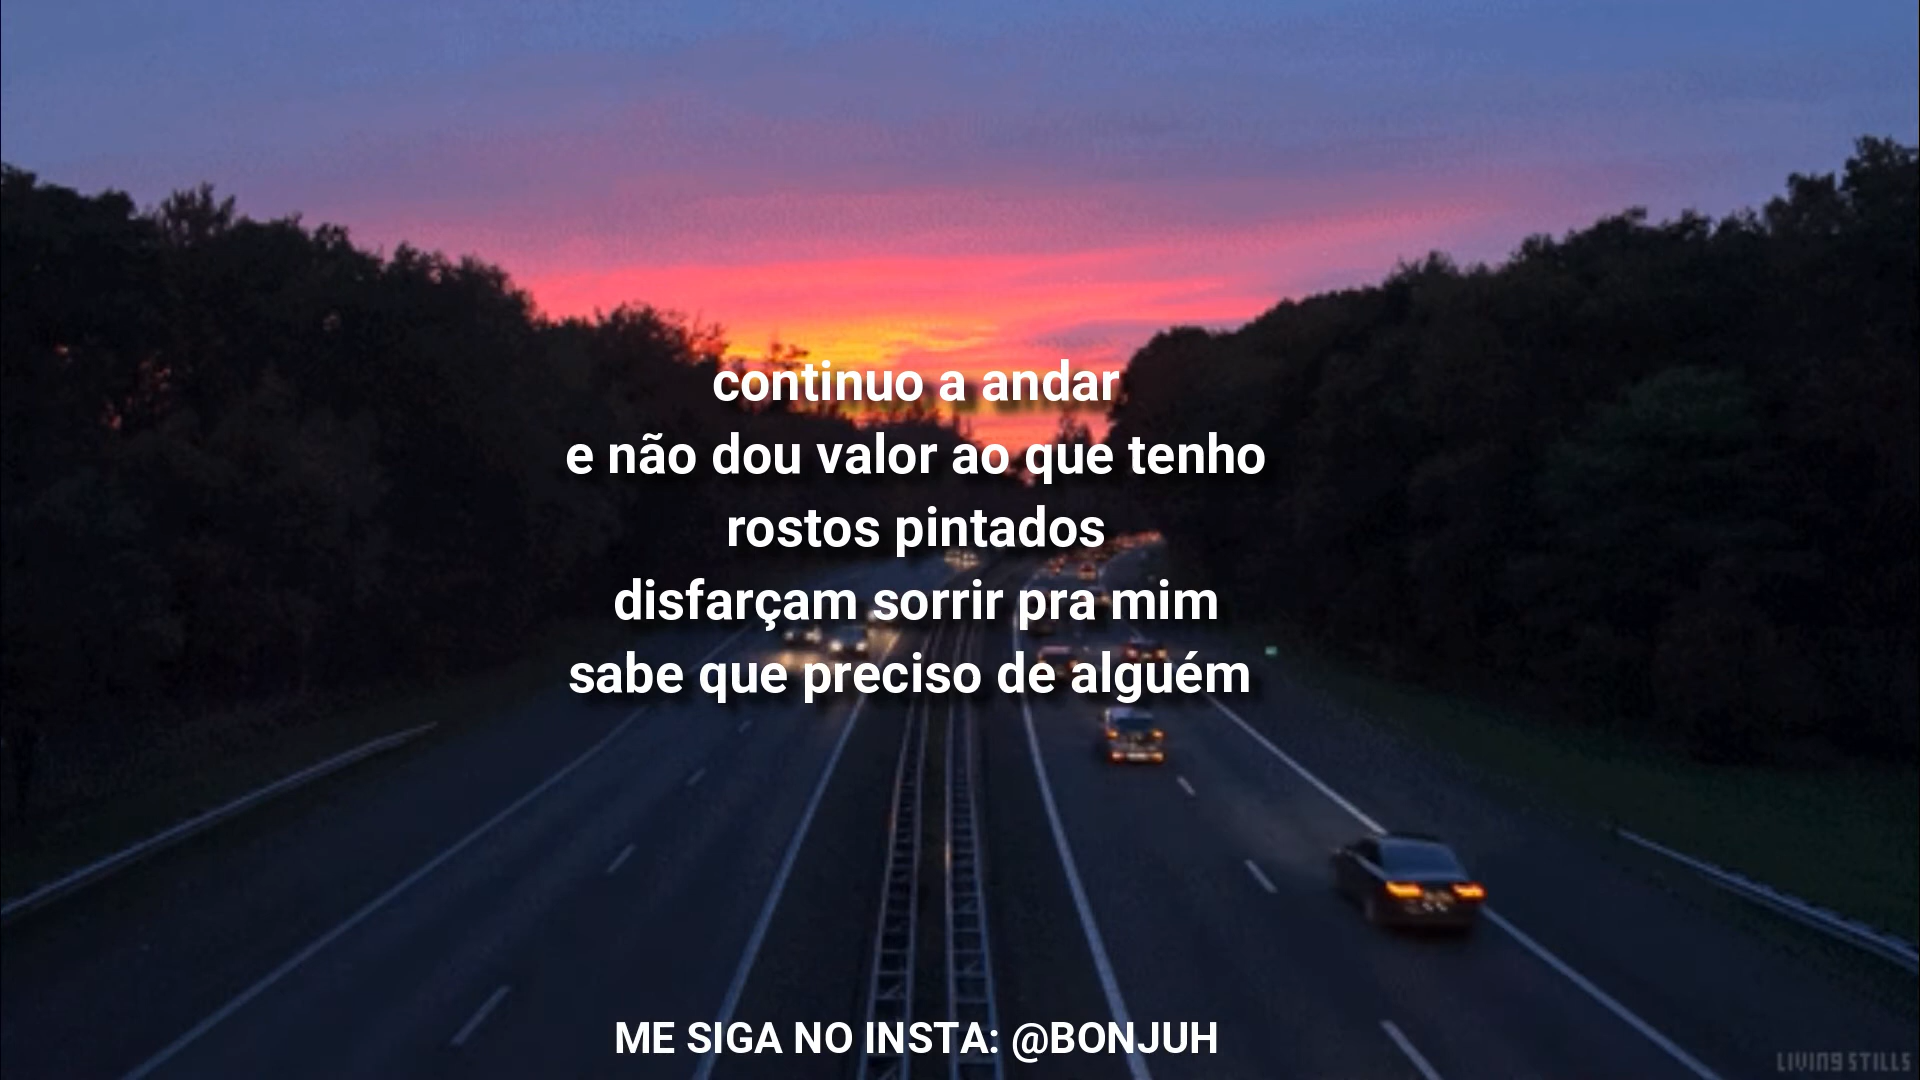 continuo a andar
e não dou valor ao que tenho
rostos pintados
disfarçam sorrir pra mim
sabe que preciso de alguém
ME SIGA NO INSTA: @BONJUH
LIVING STILLS